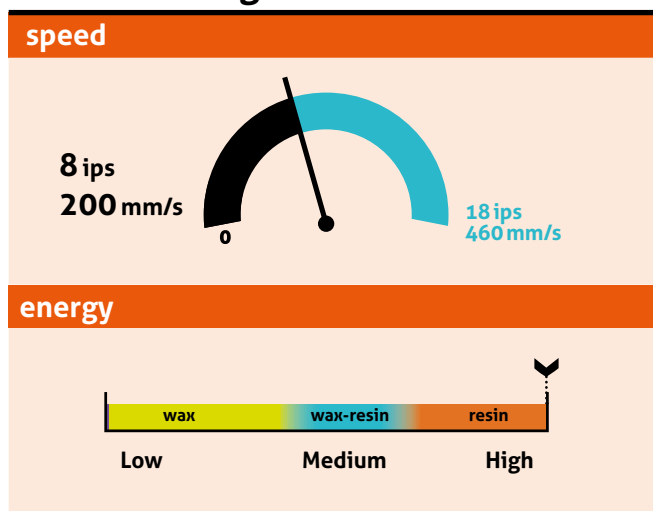 speed
8 ips
200 mm/s
0
18 ips
460 mm/s
energy
wax wax-resin resin
Low Medium High